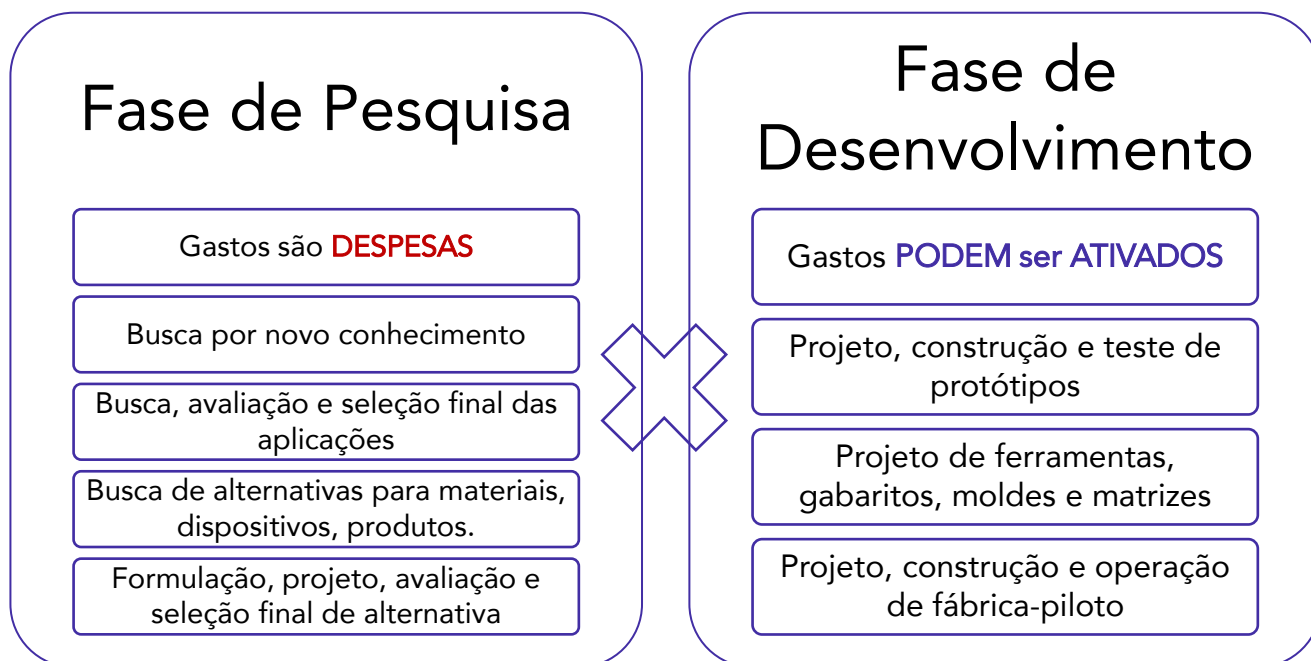 Fase de Pesquisa
Gastos são DESPESAS
Busca por novo conhecimento
Busca, avaliação e seleção final das
aplicações
Busca de alternativas para materiais,
dispositivos, produtos.
Formulação, projeto, avaliação e
seleção final de alternativa
Fase de
Desenvolvimento
Gastos PODEM ser ATIVADOS
Projeto, construção e teste de
protótipos
Projeto de ferramentas,
gabaritos, moldes e matrizes
Projeto, construção e operação
de fábrica-piloto